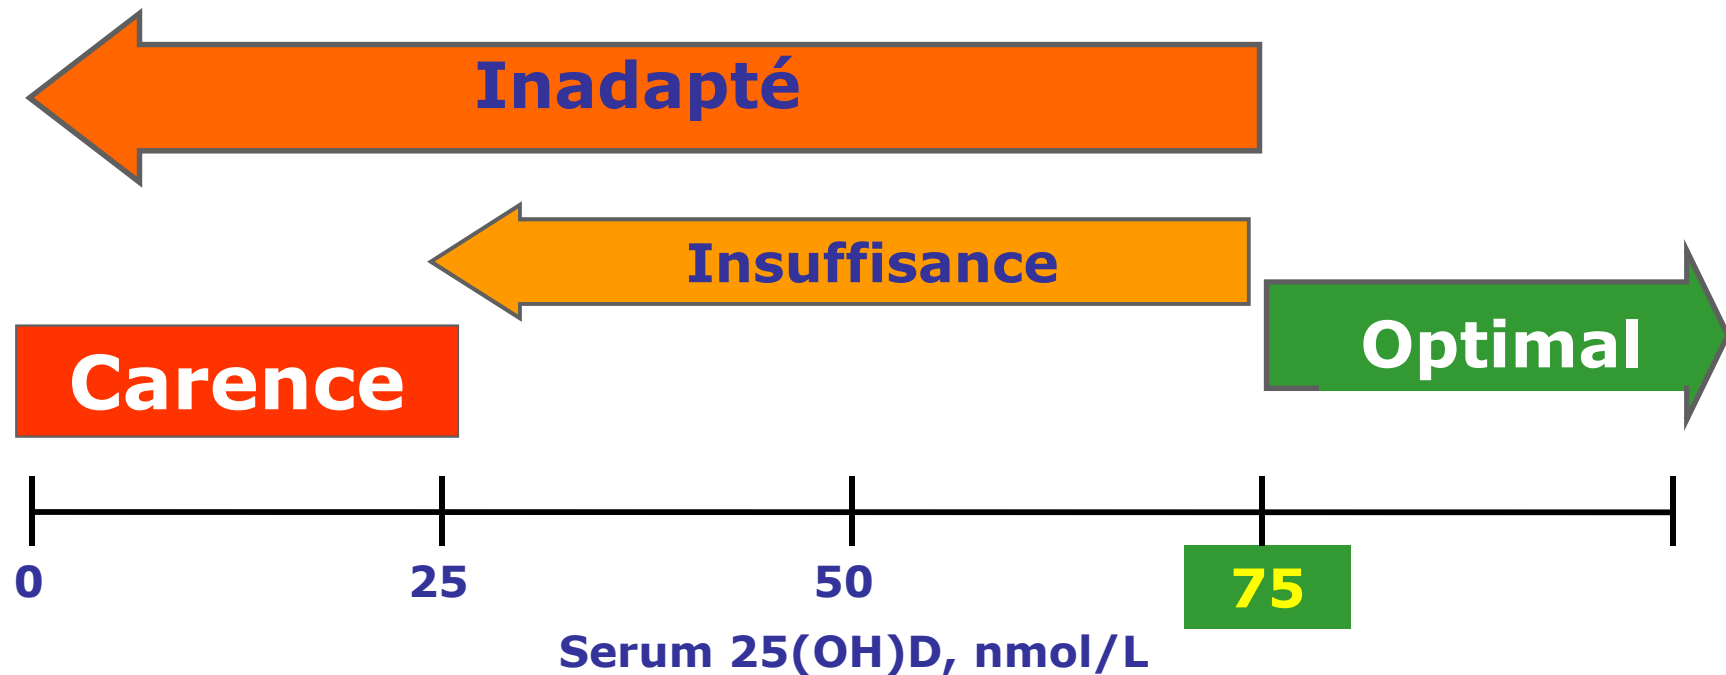 Inadapté
Insuffisance
Optimal
Carence
0 25 50 75
Serum 25(OH)D, nmol/L